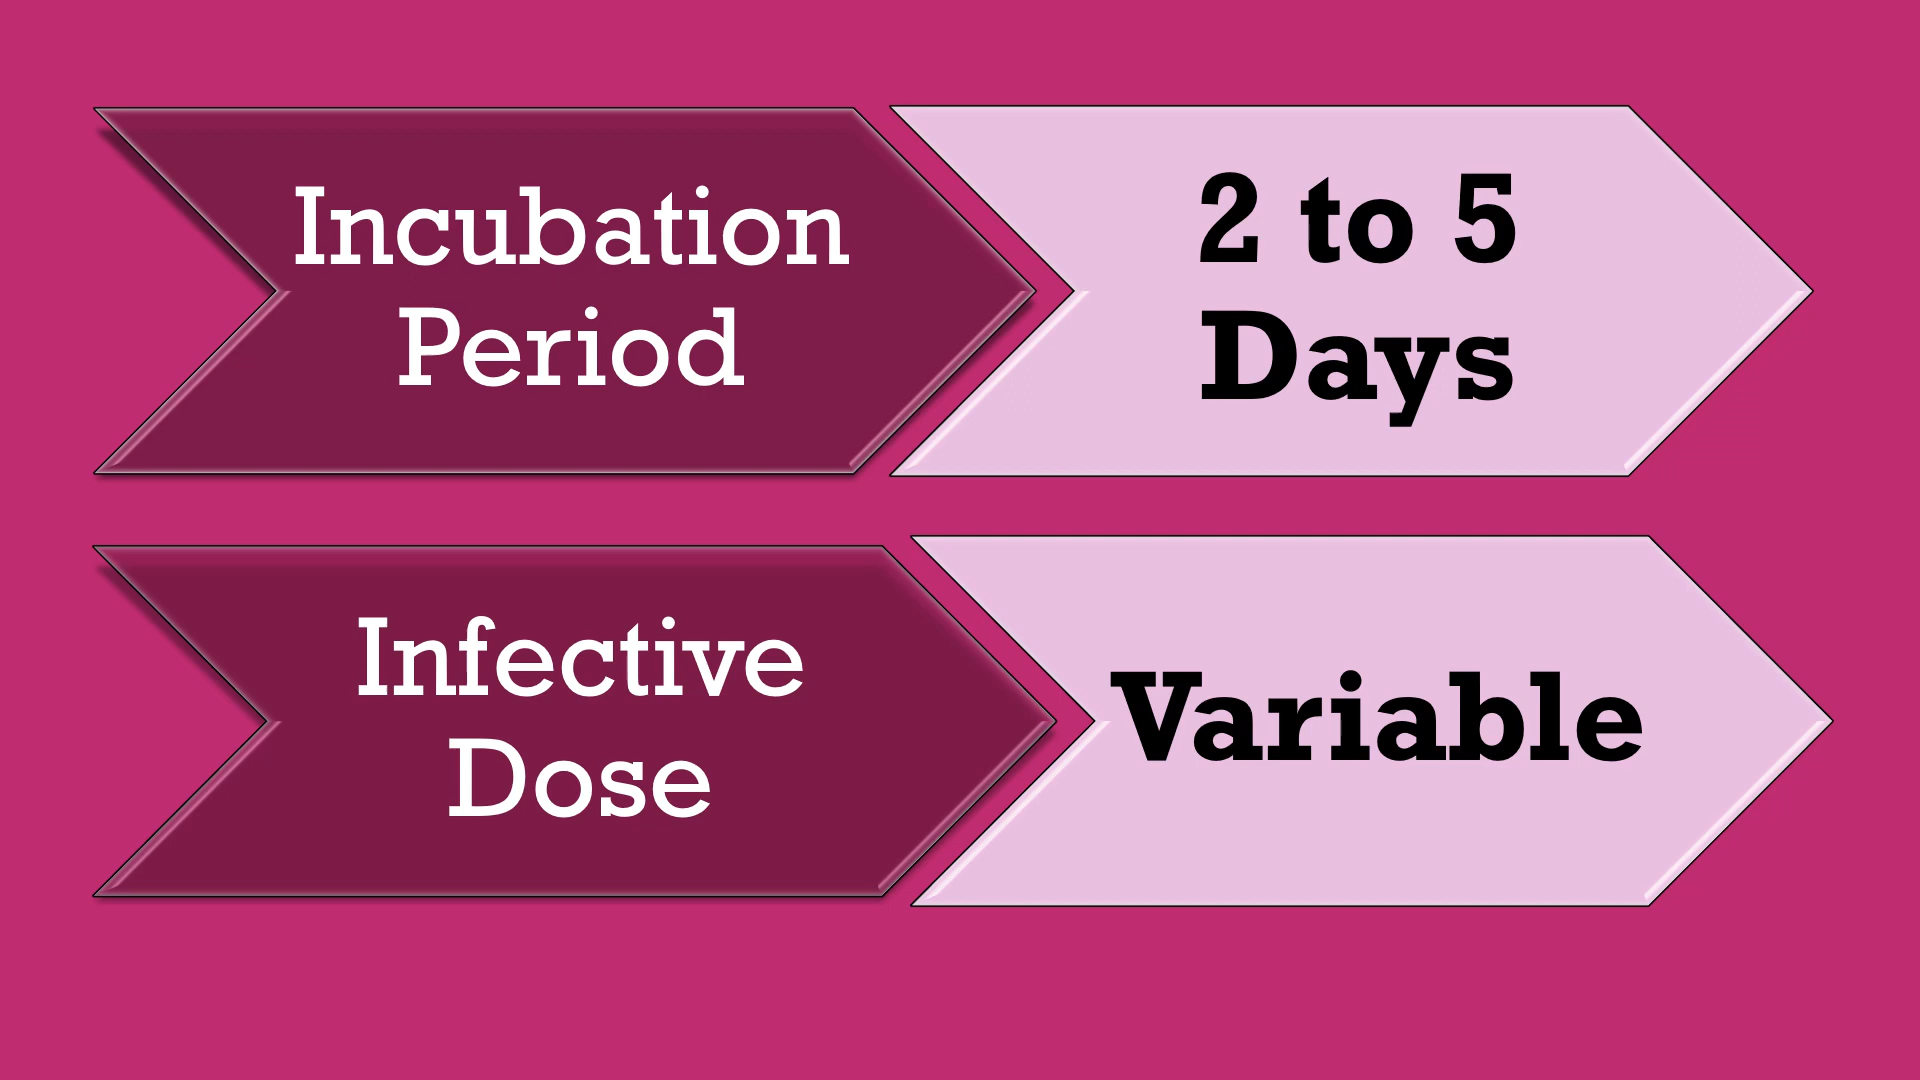 Incubation
Period
2 to 5
Days
Infective
Dose
Variable